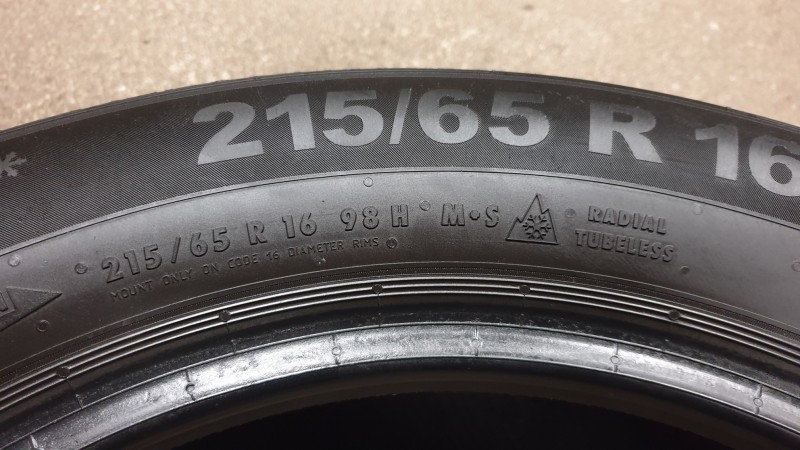 215/65 R 16
215/65 R 16 98 H M•S RADIAL
TUBELESS
MOUNT ONLY ON CODE 16 DIAMETER RIMS